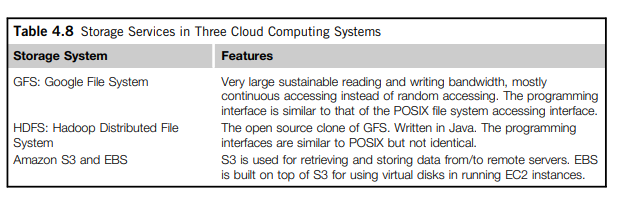 Table 4.8 Storage Services in Three Cloud Computing Systems
Storage System Features
GFS: Google File System Very large sustainable reading and writing bandwidth, mostly
continuous accessing instead of random accessing. The programming
interface is similar to that of the POSIX file system accessing interface.
HDFS: Hadoop Distributed File The open source clone of GFS. Written in Java. The programming
System interfaces are similar to POSIX but not identical.
Amazon S3 and EBS S3 is used for retrieving and storing data from/to remote servers. EBS
is built on top of S3 for using virtual disks in running EC2 instances.